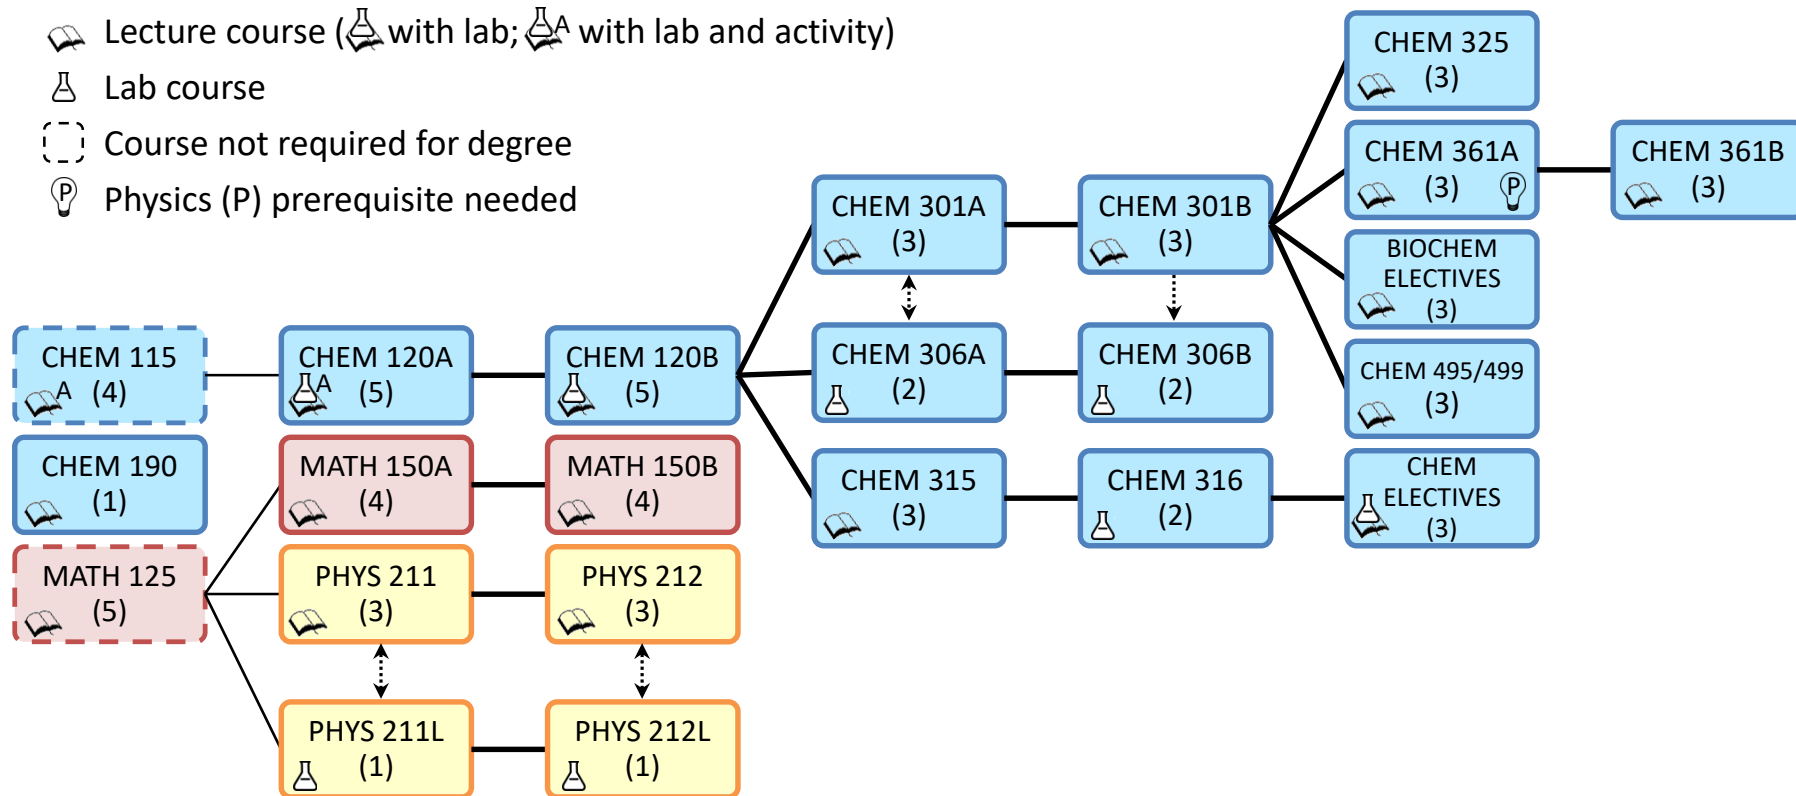 Lecture course ( with lab; A with lab and activity)
Lab course
Course not required for degree
P Physics (P) prerequisite needed
CHEM 115
A (4)
CHEM 190
(1)
MATH 125
(5)
CHEM 120A
A (5)
MATH 150A
(4)
PHYS 211
(3)
PHYS 211L
(1)
CHEM 120B
(5)
MATH 150B
(4)
PHYS 212
(3)
PHYS 212L
(1)
CHEM 301A
(3)
CHEM 306A
(2)
CHEM 315
(3)
CHEM 301B
(3)
CHEM 306B
(2)
CHEM 316
(2)
CHEM 325
(3)
CHEM 361A
(3) P
BIOCHEM
ELECTIVES
(3)
CHEM 495/499
(3)
CHEM
ELECTIVES
(3)
CHEM 361B
(3)